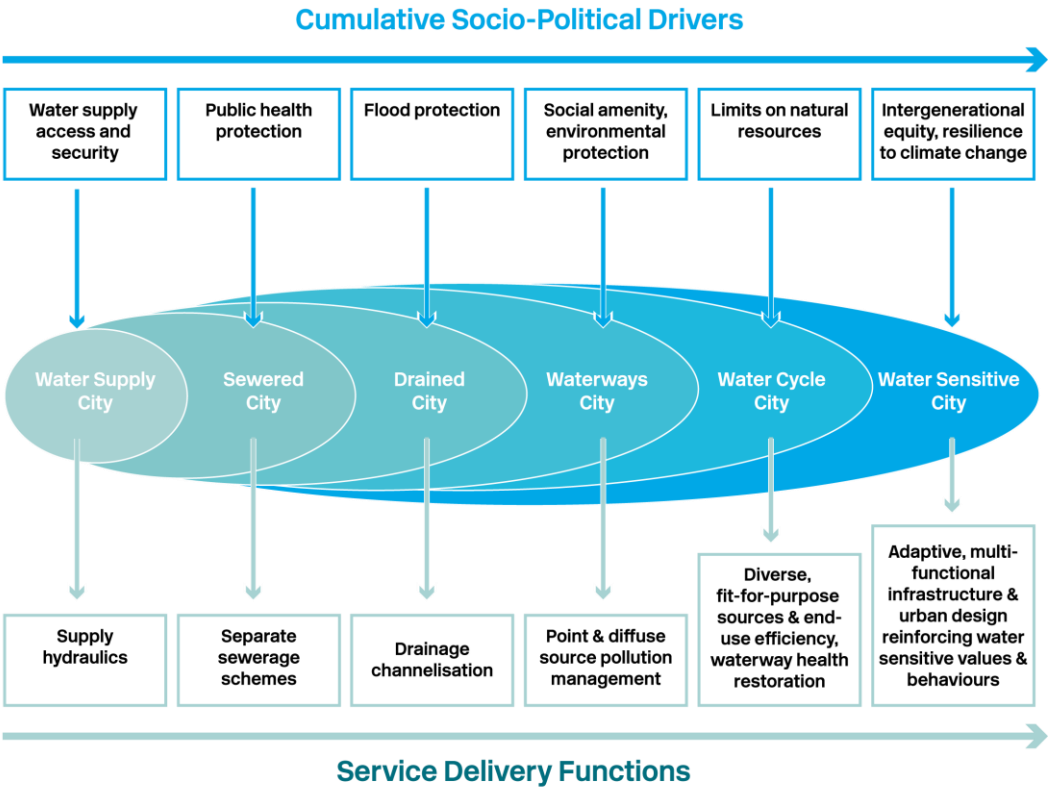 Cumulative Socio-Political Drivers
Water supply
access and
security
Public health
protection
Flood protection
Social amenity,
environmental
protection
Limits on natural
resources
Intergenerational
equity, resilience
to climate change
Water Supply
City
Sewered
City
Drained
City
Waterways
City
Water Cycle
City
Water Sensitive
City
Supply
hydraulics
Separate
sewerage
schemes
Drainage
channelisation
Point & diffuse
source pollution
management
Diverse,
fit-for-purpose
sources & end-
use efficiency,
waterway health
restoration
Adaptive, multi-
functional
infrastructure &
urban design
reinforcing water
sensitive values &
behaviours
Service Delivery Functions